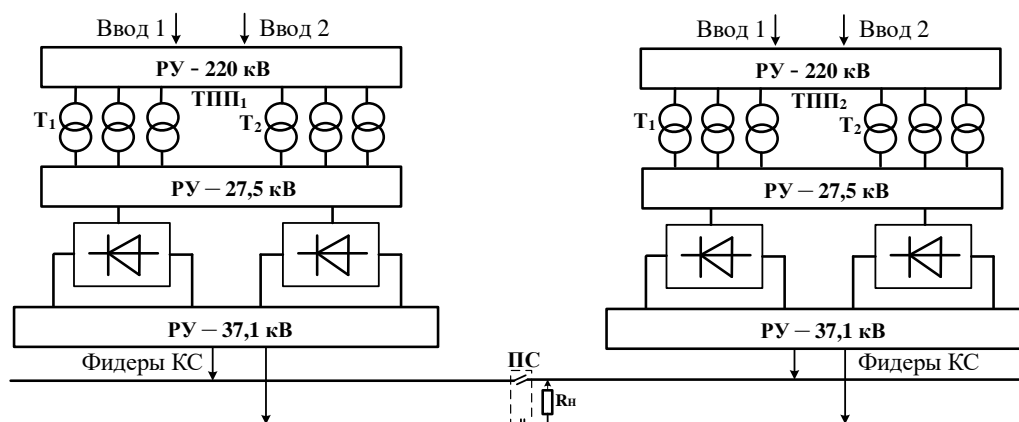 Ввод 1 Ввод 2
РУ - 220 кВ
ТПП₁
Т₁ Т₂
РУ – 27,5 кВ
РУ – 37,1 кВ
Фидеры КС
Ввод 1 Ввод 2
РУ - 220 кВ
ТПП₂
Т₁ Т₂
РУ – 27,5 кВ
РУ – 37,1 кВ
Фидеры КС
ПС
Rн